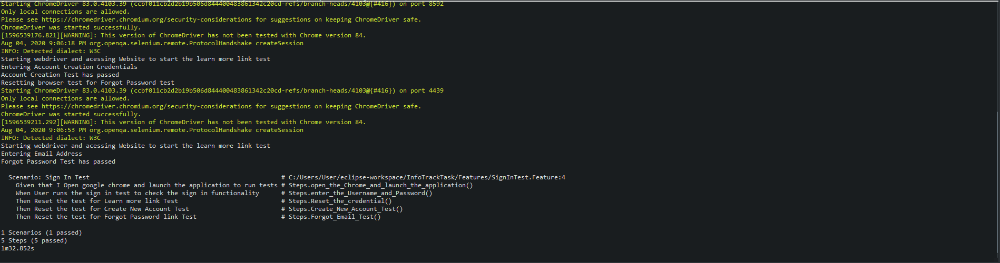 Starting ChromeDriver 83.0.4103.39 (ccbf011cb2d2b19b506d844400483861342c20cd-refs/branch-heads/4103@{#416}) on port 8592
Only local connections are allowed.
Please see https://chromedriver.chromium.org/security-considerations for suggestions on keeping ChromeDriver safe.
ChromeDriver was started successfully.
[1596539176.821][WARNING]: This version of ChromeDriver has not been tested with Chrome version 84.
Aug 04, 2020 9:06:18 PM org.openqa.selenium.remote.ProtocolHandshake createSession
INFO: Detected dialect: W3C
Starting webdriver and acessing Website to start the learn more link test
Entering Account Creation Credentials
Account Creation Test has passed
Resetting browser test for Forgot Password test
Starting ChromeDriver 83.0.4103.39 (ccbf011cb2d2b19b506d844400483861342c20cd-refs/branch-heads/4103@{#416}) on port 4439
Only local connections are allowed.
Please see https://chromedriver.chromium.org/security-considerations for suggestions on keeping ChromeDriver safe.
ChromeDriver was started successfully.
[1596539211.292][WARNING]: This version of ChromeDriver has not been tested with Chrome version 84.
Aug 04, 2020 9:06:53 PM org.openqa.selenium.remote.ProtocolHandshake createSession
INFO: Detected dialect: W3C
Starting webdriver and acessing Website to start the learn more link test
Entering Email Address
Forgot Password Test has passed
Scenario: Sign In Test # C:/Users/User/eclipse-workspace/InfoTrackTask/Features/SignInTest.Feature:4
Given that I Open google chrome and launch the application to run tests # Steps.open_the_Chrome_and_launch_the_application()
When User runs the sign in test to check the sign in functionality # Steps.enter_the_Username_and_Password()
Then Reset the test for Learn more link Test # Steps.Reset_the_credential()
Then Reset the test for Create New Account Test # Steps.Create_New_Account_Test()
Then Reset the test for Forgot Password link Test # Steps.Forgot_Email_Test()
1 Scenarios (1 passed)
5 Steps (5 passed)
1m32.852s